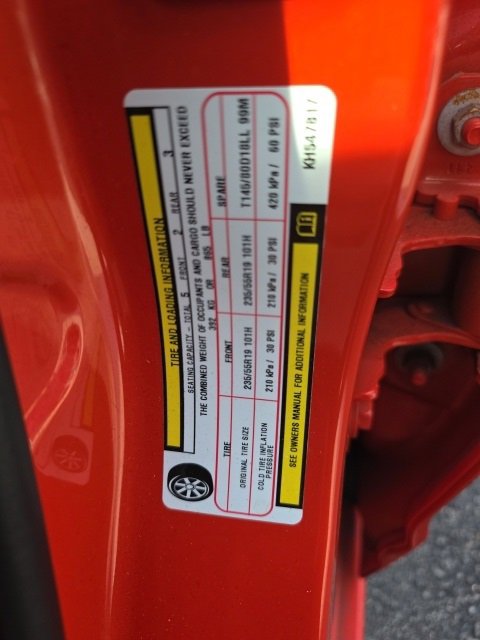 TIRE AND LOADING INFORMATION
SEATING CAPACITY - TOTAL 5 FRONT 2 REAR 3
THE COMBINED WEIGHT OF OCCUPANTS AND CARGO SHOULD NEVER EXCEED
392 KG OR 865 LB
TIRE FRONT REAR SPARE
ORIGINAL TIRE SIZE 235/55R19 101H 235/55R19 101H T145/80D18LL 99M
COLD TIRE INFLATION PRESSURE 210 kPa / 30 PSI 210 kPa / 30 PSI 420 kPa / 60 PSI
SEE OWNERS MANUAL FOR ADDITIONAL INFORMATION
KH547817